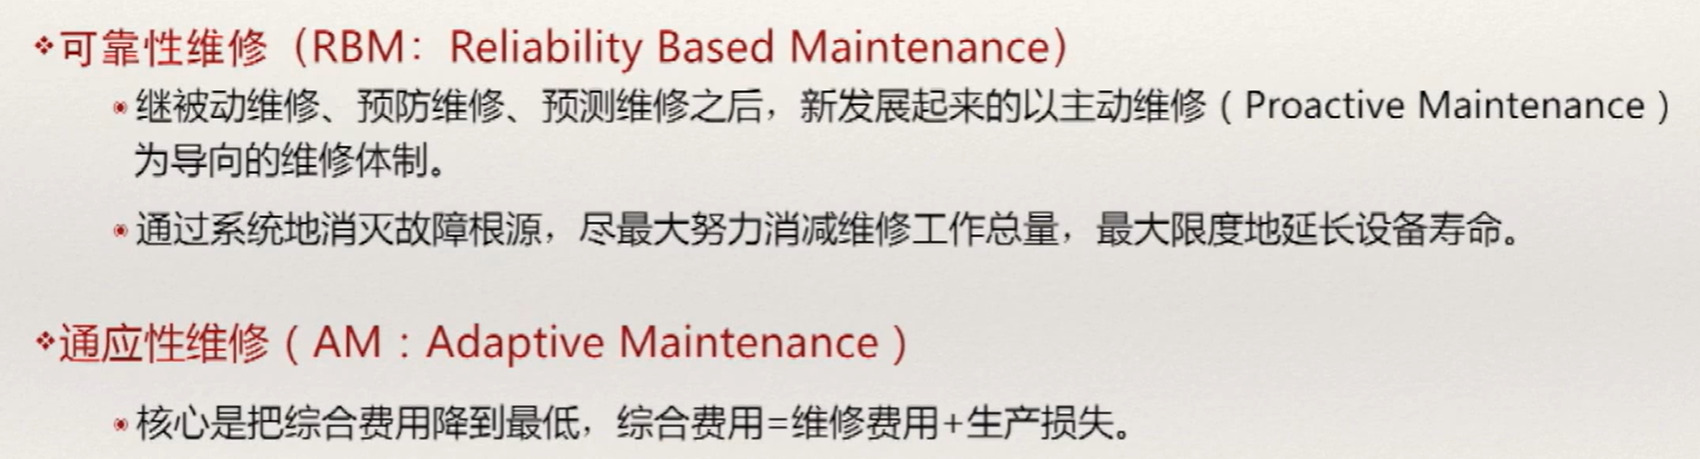 ❖可靠性维修（RBM：Reliability Based Maintenance）
继被动维修、预防维修、预测维修之后，新发展起来的以主动维修（Proactive Maintenance）
为导向的维修体制。
通过系统地消灭故障根源，尽最大努力消减维修工作总量，最大限度地延长设备寿命。
❖通应性维修（AM：Adaptive Maintenance）
核心是把综合费用降到最低，综合费用=维修费用+生产损失。